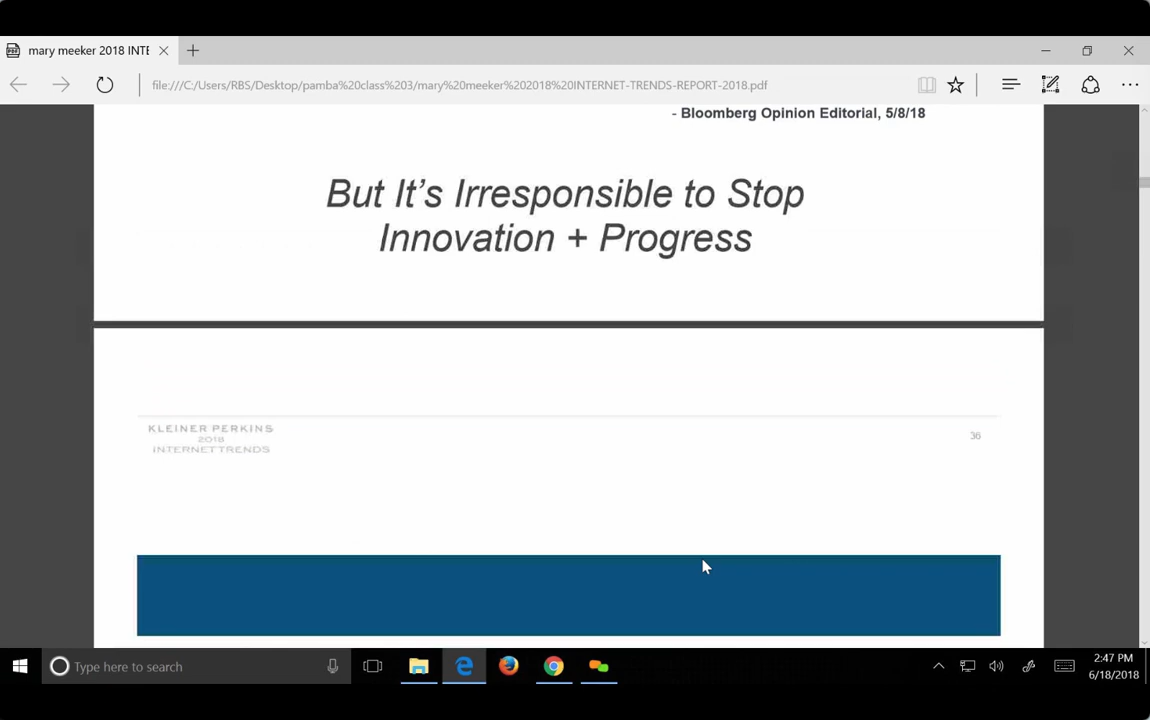 mary meeker 2018 INTE
file:///C:/Users/RBS/Desktop/pamba%20class%203/mary%20meeker%202018%20INTERNET-TRENDS-REPORT-2018.pdf
- Bloomberg Opinion Editorial, 5/8/18
But It's Irresponsible to Stop
Innovation + Progress
KLEINER PERKINS
2018
INTERNET TRENDS
36
Type here to search
2:47 PM
6/18/2018